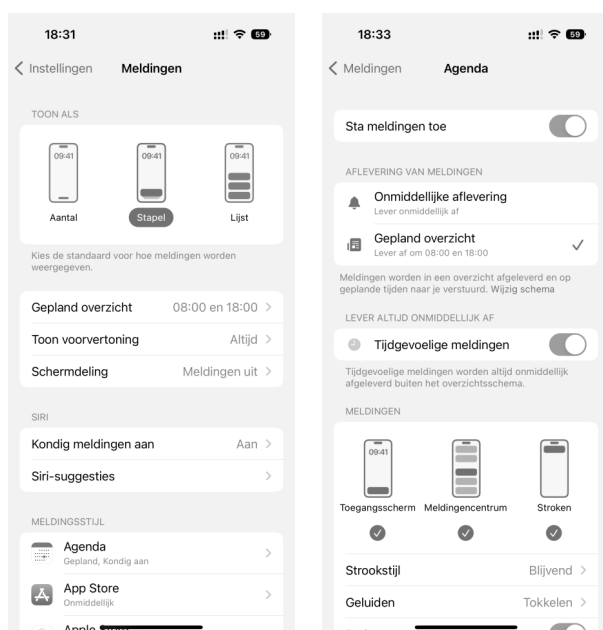 18:31
59
Instellingen
Meldingen
TOON ALS
09:41
09:41
09:41
Aantal
Stapel
Lijst
Kies de standaard voor hoe meldingen worden
weergegeven.
Gepland overzicht 08:00 en 18:00
Toon voorvertoning Altijd
Schermdeling Meldingen uit
SIRI
Kondig meldingen aan Aan
Siri-suggesties
MELDINGSSTIJL
Agenda
Gepland, Kondig aan
App Store
Onmiddellijk
Apple
18:33
59
Meldingen
Agenda
Sta meldingen toe
AFLEVERING VAN MELDINGEN
Onmiddellijke aflevering
Lever onmiddellijk af
Gepland overzicht
Lever af om 08:00 en 18:00
Meldingen worden in een overzicht afgeleverd en op
geplande tijden naar je verstuurd. Wijzig schema
LEVER ALTIJD ONMIDDELLIJK AF
Tijdgevoelige meldingen
Tijdgevoelige meldingen worden altijd onmiddellijk
afgeleverd buiten het overzichtsschema.
MELDINGEN
09:41
Toegangsscherm
Meldingencentrum
Stroken
Strookstijl Blijvend
Geluiden Tokkelen